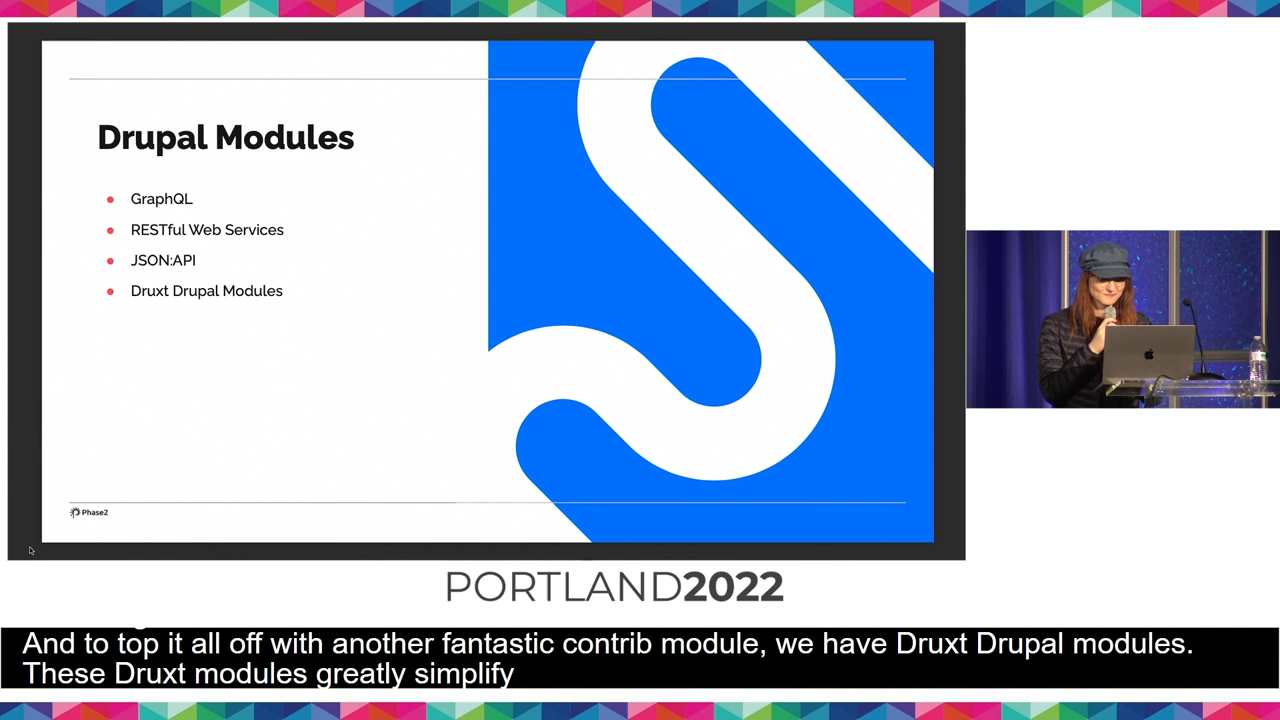 Drupal Modules
GraphQL
RESTful Web Services
JSON:API
Druxt Drupal Modules
Phase2
PORTLAND2022
And to top it all off with another fantastic contrib module, we have Druxt Drupal modules.
These Druxt modules greatly simplify